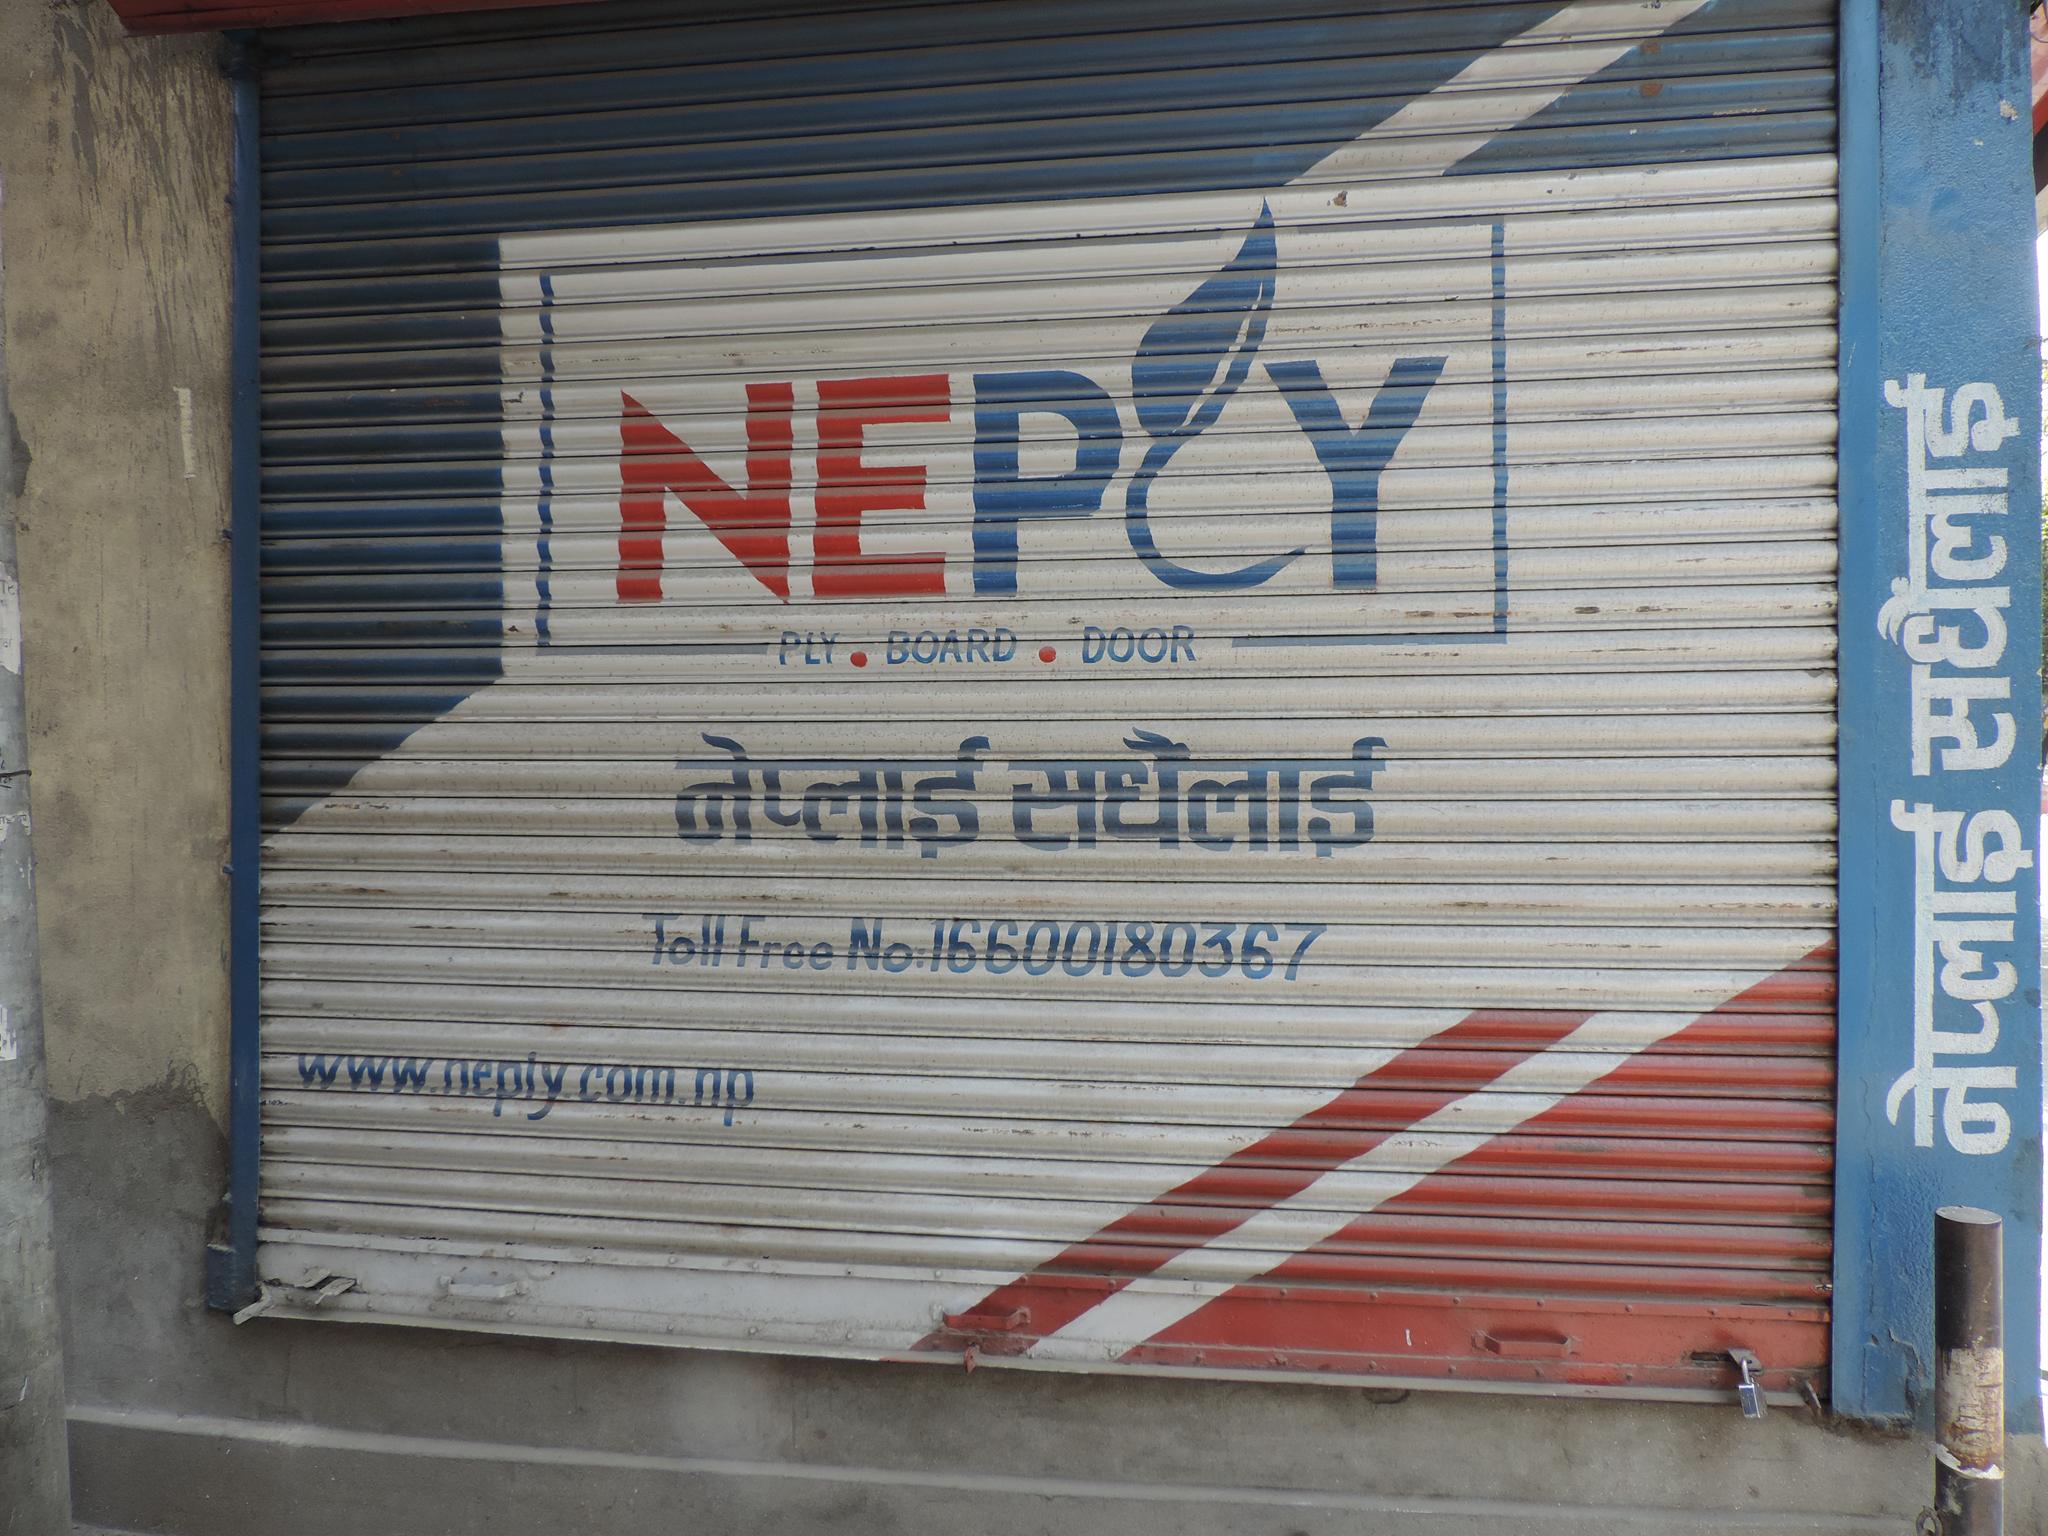 NEPLY
PLY . BOARD . DOOR
नेप्लाई सधैंलाई
Toll Free No:16600180367
www.neply.com.np
नेप्लाई सधैंलाई